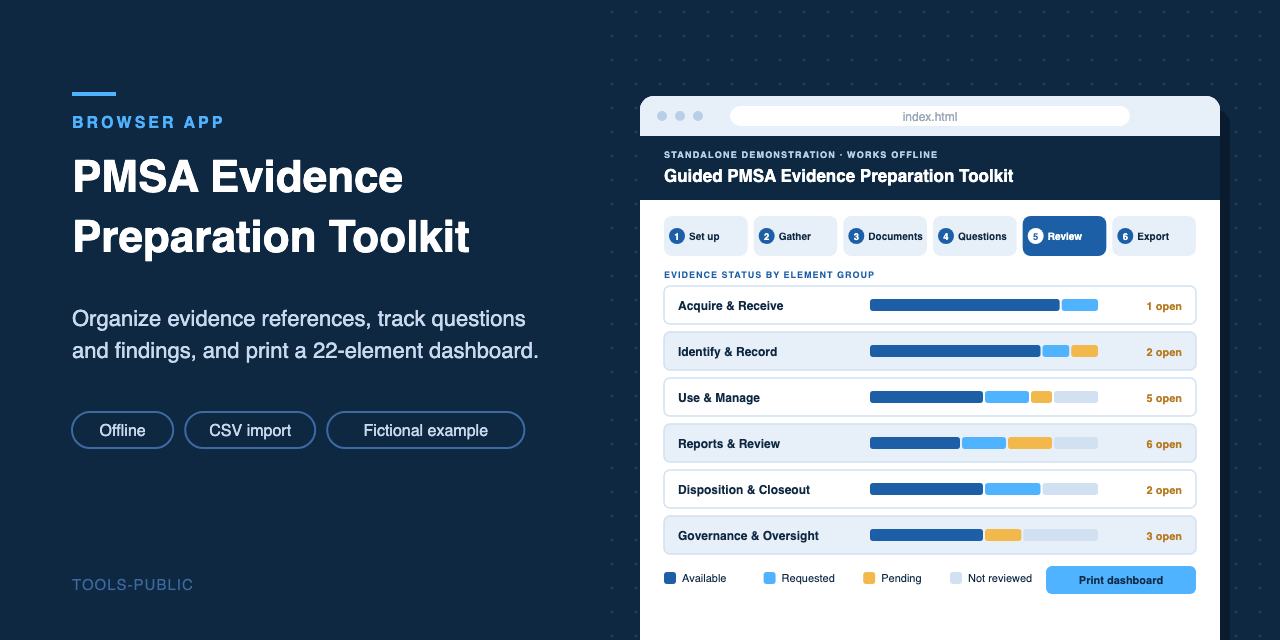 BROWSER APP
PMSA Evidence
Preparation Toolkit
Organize evidence references, track questions
and findings, and print a 22-element dashboard.
Offline
CSV import
Fictional example
TOOLS-PUBLIC
index.html
STANDALONE DEMONSTRATION · WORKS OFFLINE
Guided PMSA Evidence Preparation Toolkit
1 Set up
2 Gather
3 Documents
4 Questions
5 Review
6 Export
EVIDENCE STATUS BY ELEMENT GROUP
Acquire & Receive 1 open
Identify & Record 2 open
Use & Manage 5 open
Reports & Review 6 open
Disposition & Closeout 2 open
Governance & Oversight 3 open
Available Requested Pending Not reviewed
Print dashboard